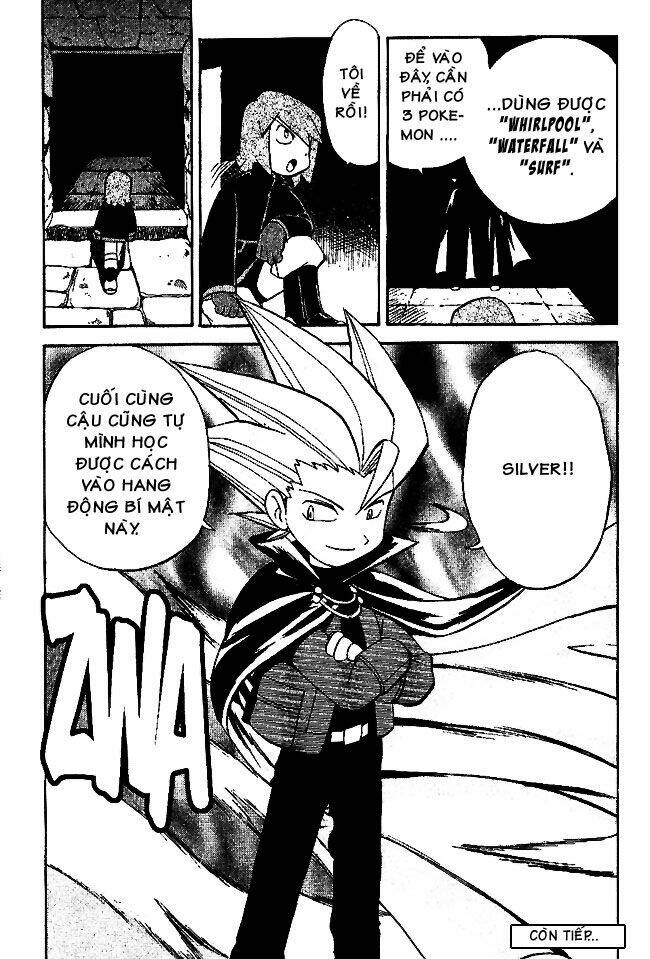 TÔI
VỀ
RỒI!
ĐỂ VÀO
ĐÂY, CẦN
PHẢI CÓ
3 POKE-
MON ....
...DÙNG ĐƯỢC
"WHIRLPOOL",
"WATERFALL" VÀ
"SURF".
CUỐI CÙNG
CẬU CŨNG TỰ
MÌNH HỌC
ĐƯỢC CÁCH
VÀO HANG
ĐỘNG BÍ MẬT
NÀY.
SILVER!!
ZWA
CÒN TIẾP...